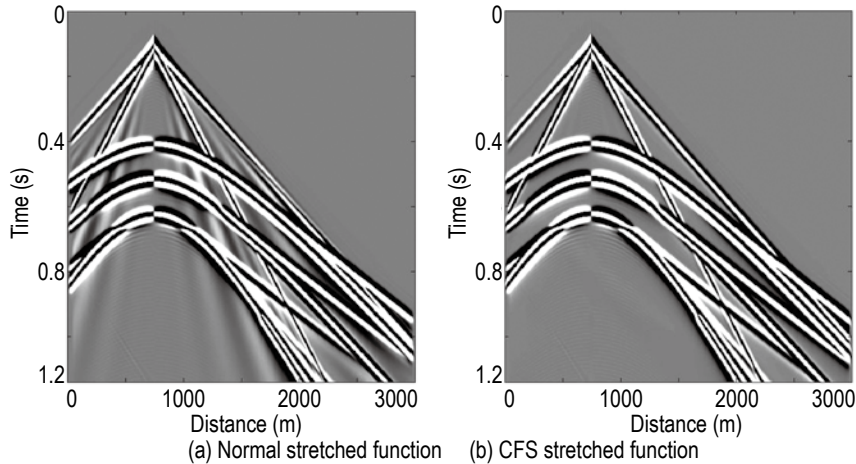 0
0.4
0.8
1.2
Time (s)
0 1000 2000 3000
Distance (m)
(a) Normal stretched function
0
0.4
0.8
1.2
Time (s)
0 1000 2000 3000
Distance (m)
(b) CFS stretched function